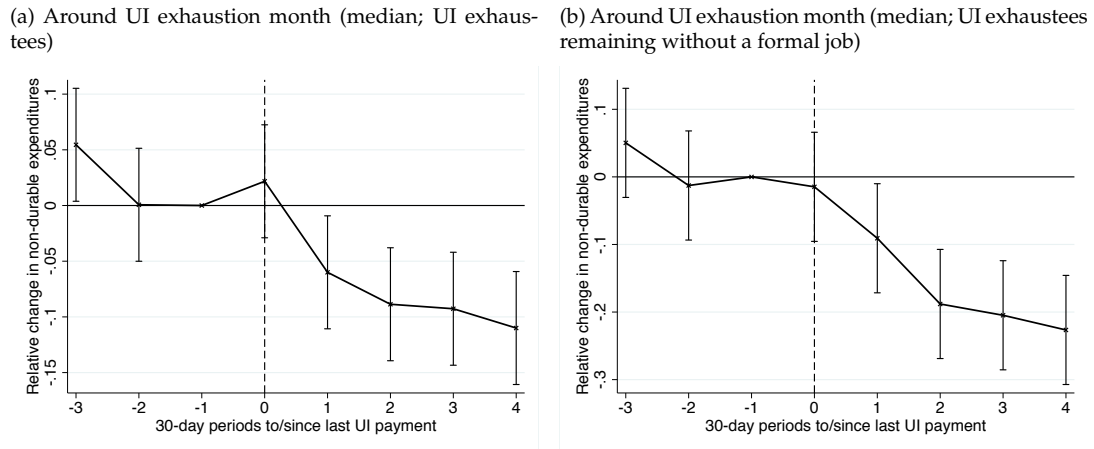 (a) Around UI exhaustion month (median; UI exhaus-
tees)
Relative change in non-durable expenditures
.1
.05
0
-.05
-.1
-.15
-3 -2 -1 0 1 2 3 4
30-day periods to/since last UI payment
(b) Around UI exhaustion month (median; UI exhaustees
remaining without a formal job)
Relative change in non-durable expenditures
.1
0
-.1
-.2
-.3
-3 -2 -1 0 1 2 3 4
30-day periods to/since last UI payment